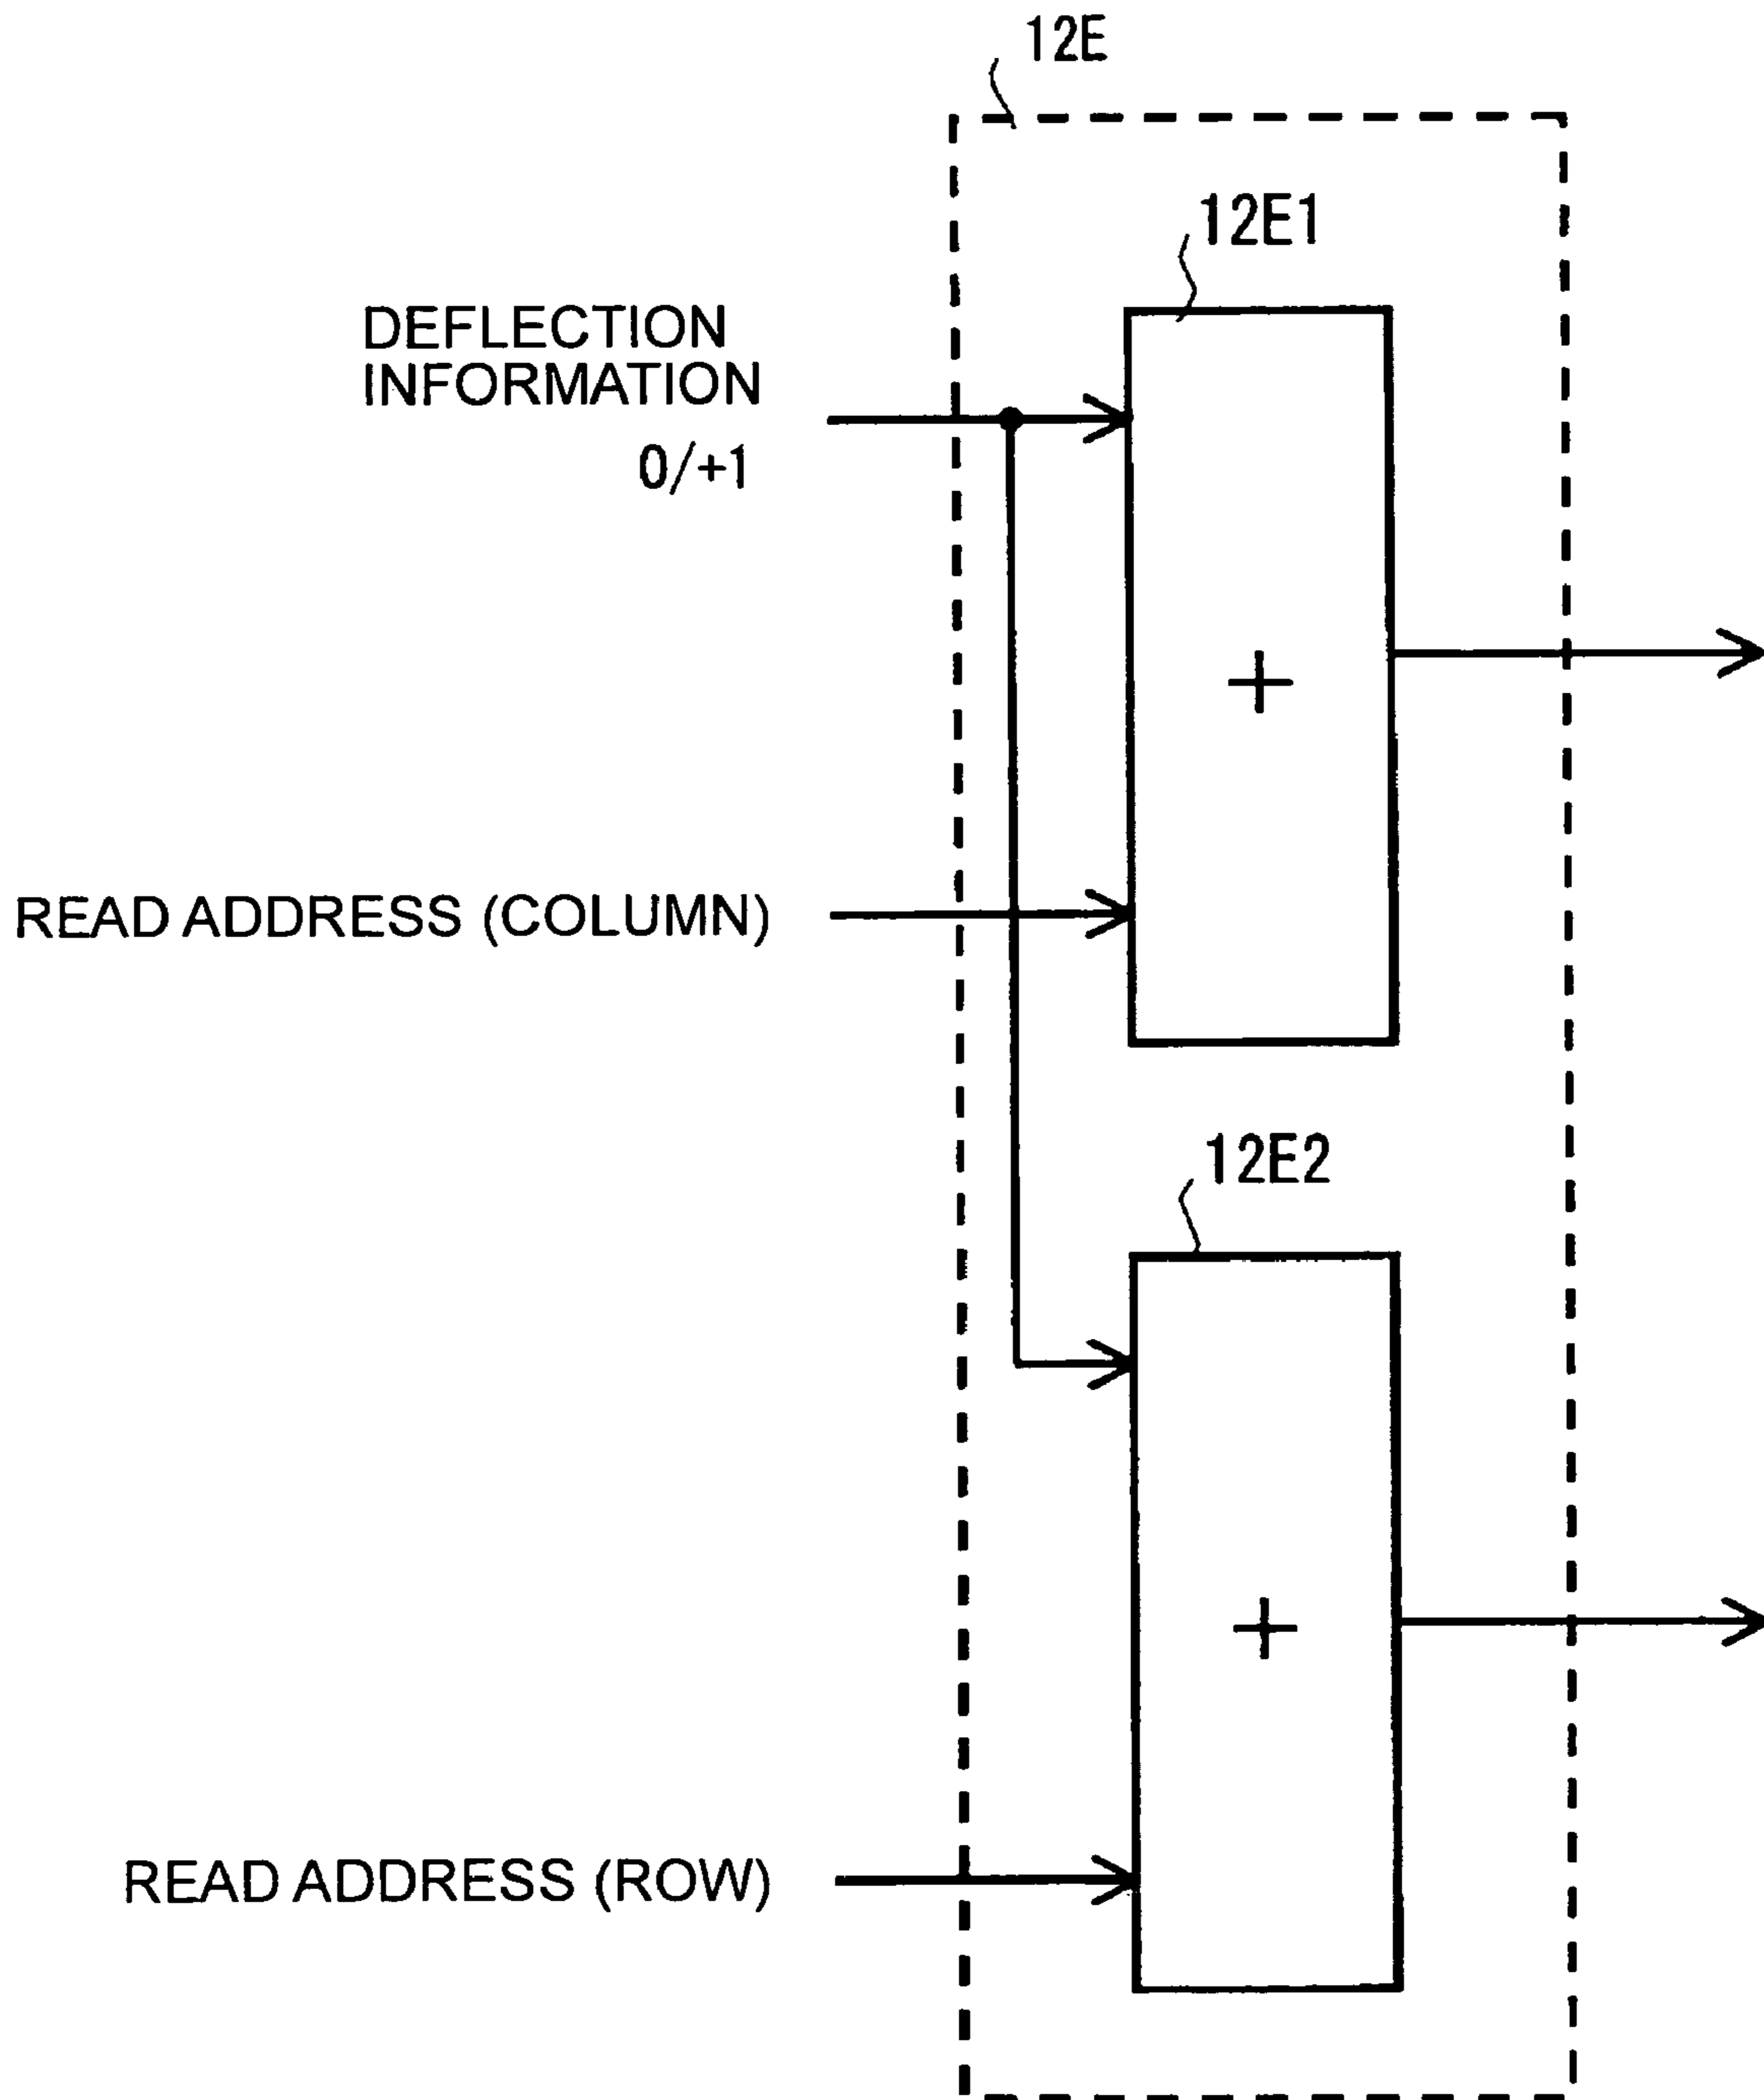 12E
12E1
DEFLECTION
INFORMATION
0/+1
+
READ ADDRESS (COLUMN)
12E2
+
READ ADDRESS (ROW)